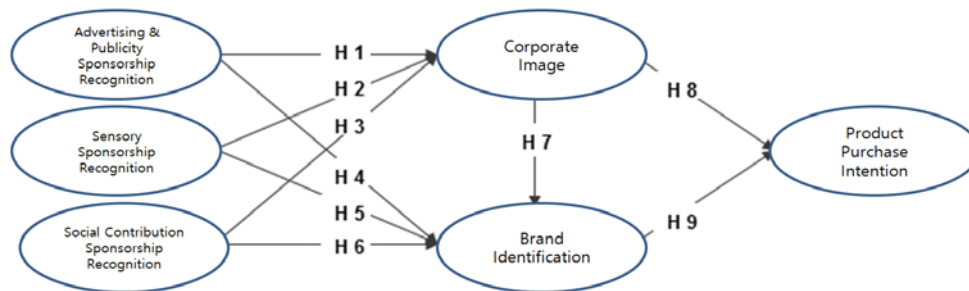 Advertising &
Publicity
Sponsorship
Recognition
H 1
Corporate
Image
H 2
H 8
H 3
Sensory
Sponsorship
Recognition
H 7
Product
Purchase
Intention
H 4
H 5
Social Contribution
Sponsorship
Recognition
H 6
Brand
Identification
H 9